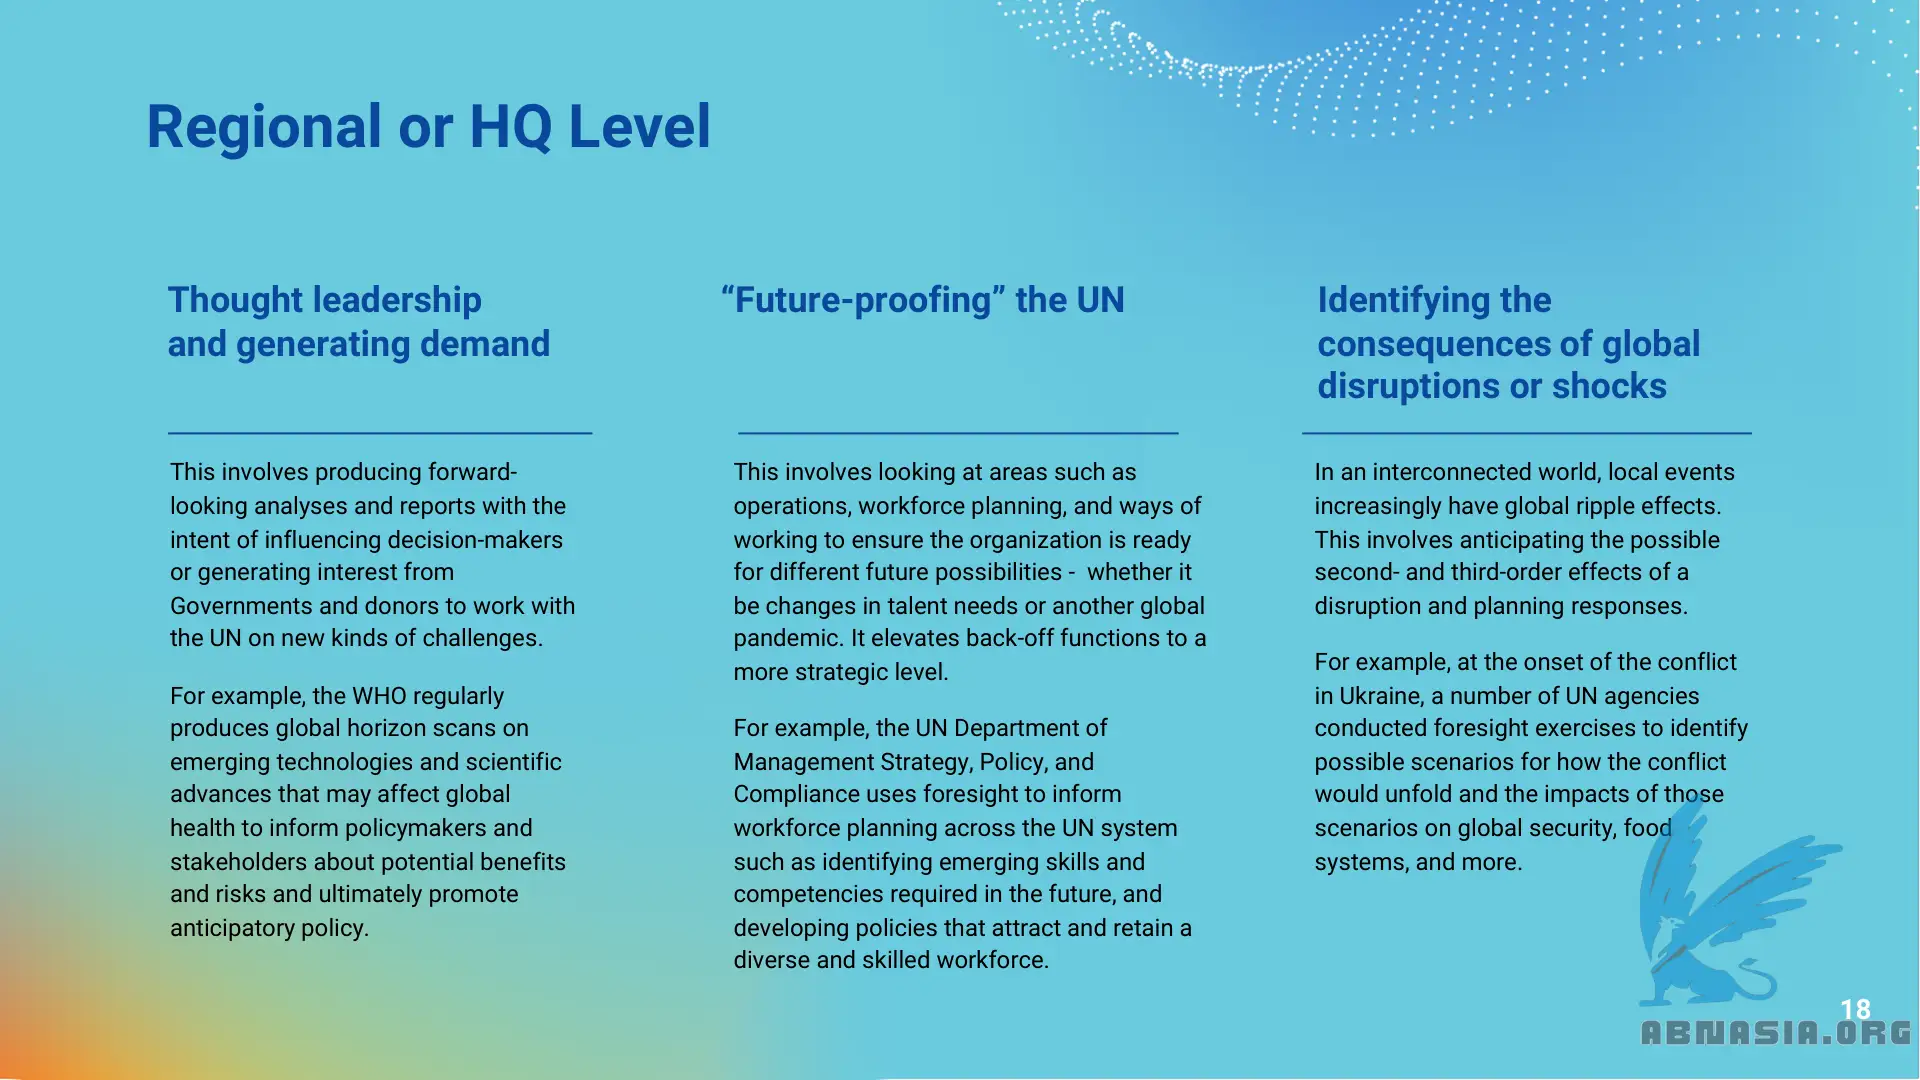 Regional or HQ Level
Thought leadership
and generating demand
This involves producing forward-
looking analyses and reports with the
intent of influencing decision-makers
or generating interest from
Governments and donors to work with
the UN on new kinds of challenges.
For example, the WHO regularly
produces global horizon scans on
emerging technologies and scientific
advances that may affect global
health to inform policymakers and
stakeholders about potential benefits
and risks and ultimately promote
anticipatory policy.
“Future-proofing” the UN
This involves looking at areas such as
operations, workforce planning, and ways of
working to ensure the organization is ready
for different future possibilities -  whether it
be changes in talent needs or another global
pandemic. It elevates back-off functions to a
more strategic level.
For example, the UN Department of
Management Strategy, Policy, and
Compliance uses foresight to inform
workforce planning across the UN system
such as identifying emerging skills and
competencies required in the future, and
developing policies that attract and retain a
diverse and skilled workforce.
Identifying the
consequences of global
disruptions or shocks
In an interconnected world, local events
increasingly have global ripple effects.
This involves anticipating the possible
second- and third-order effects of a
disruption and planning responses.
For example, at the onset of the conflict
in Ukraine, a number of UN agencies
conducted foresight exercises to identify
possible scenarios for how the conflict
would unfold and the impacts of those
scenarios on global security, food
systems, and more.
18
ABNASIA.ORG